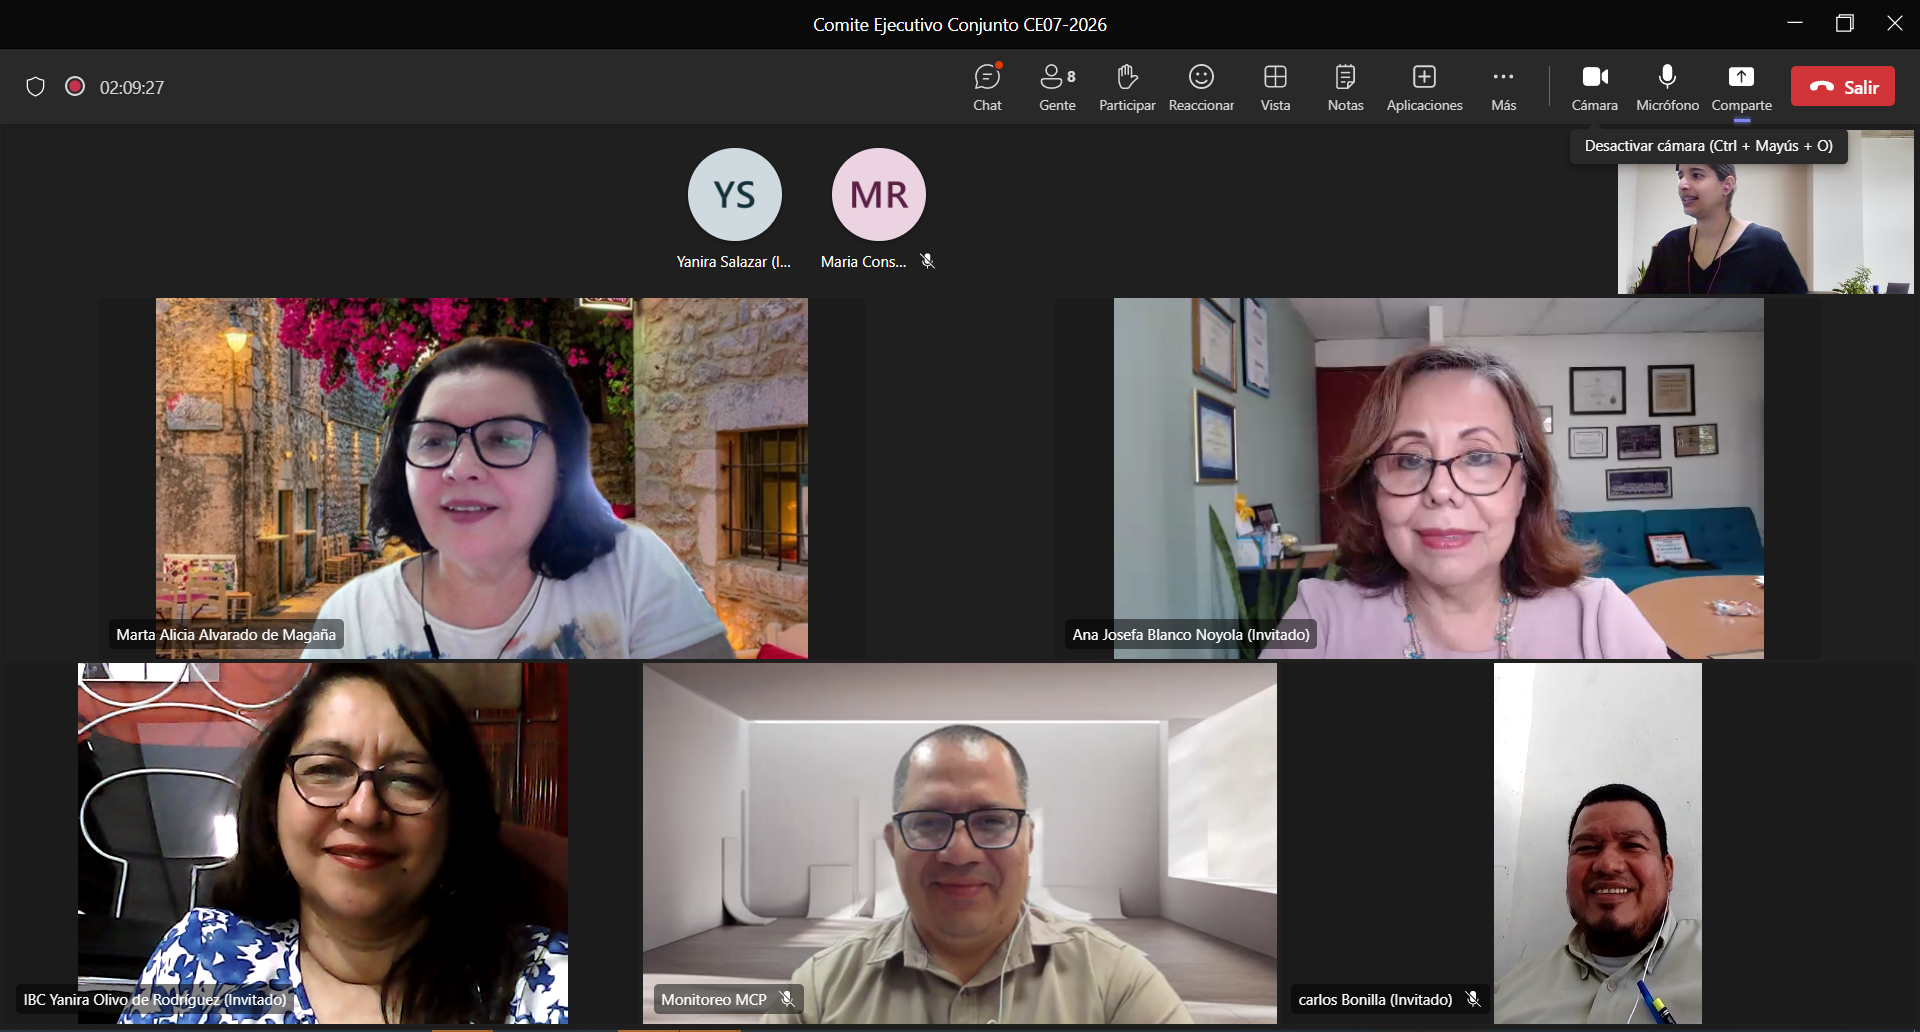 Comite Ejecutivo Conjunto CE07-2026
02:09:27
Chat
8
Gente
Participar
Reaccionar
Vista
Notas
Aplicaciones
Más
Cámara
Micrófono
Comparte
Salir
Desactivar cámara (Ctrl + Mayús + O)
YS
MR
Yanira Salazar (I...
Maria Cons...
Marta Alicia Alvarado de Magaña
Ana Josefa Blanco Noyola (Invitado)
IBC Yanira Olivo de Rodríguez (Invitado)
Monitoreo MCP
carlos Bonilla (Invitado)